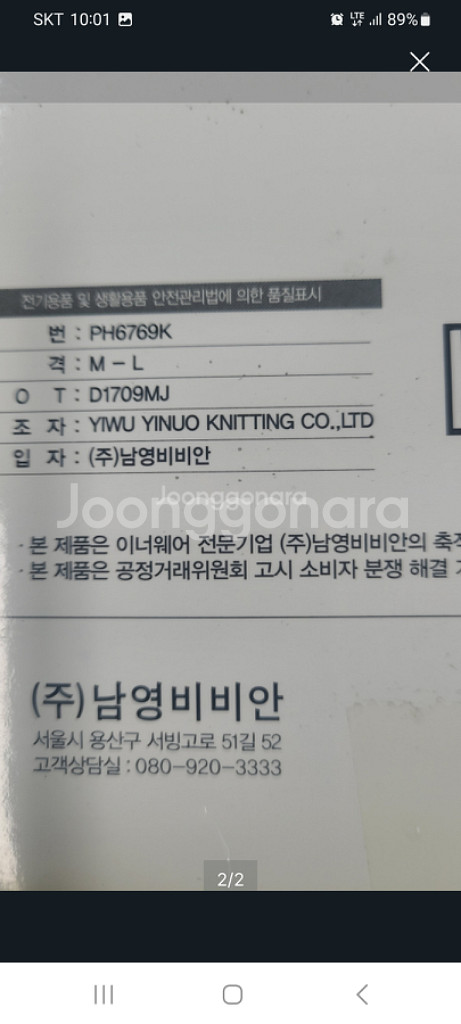 SKT 10:01
LTE
89%
전기용품 및 생활용품 안전관리법에 의한 품질표시
번 : PH6769K
격 : M - L
O T : D1709MJ
조 자 : YIWU YINUO KNITTING CO.,LTD
입 자 : (주)남영비비안
Joonggonara
Joonggonara
· 본 제품은 이너웨어 전문기업 (주)남영비비안의 축
· 본 제품은 공정거래위원회 고시 소비자 분쟁 해결
(주)남영비비안
서울시 용산구 서빙고로 51길 52
고객상담실 : 080-920-3333
2/2